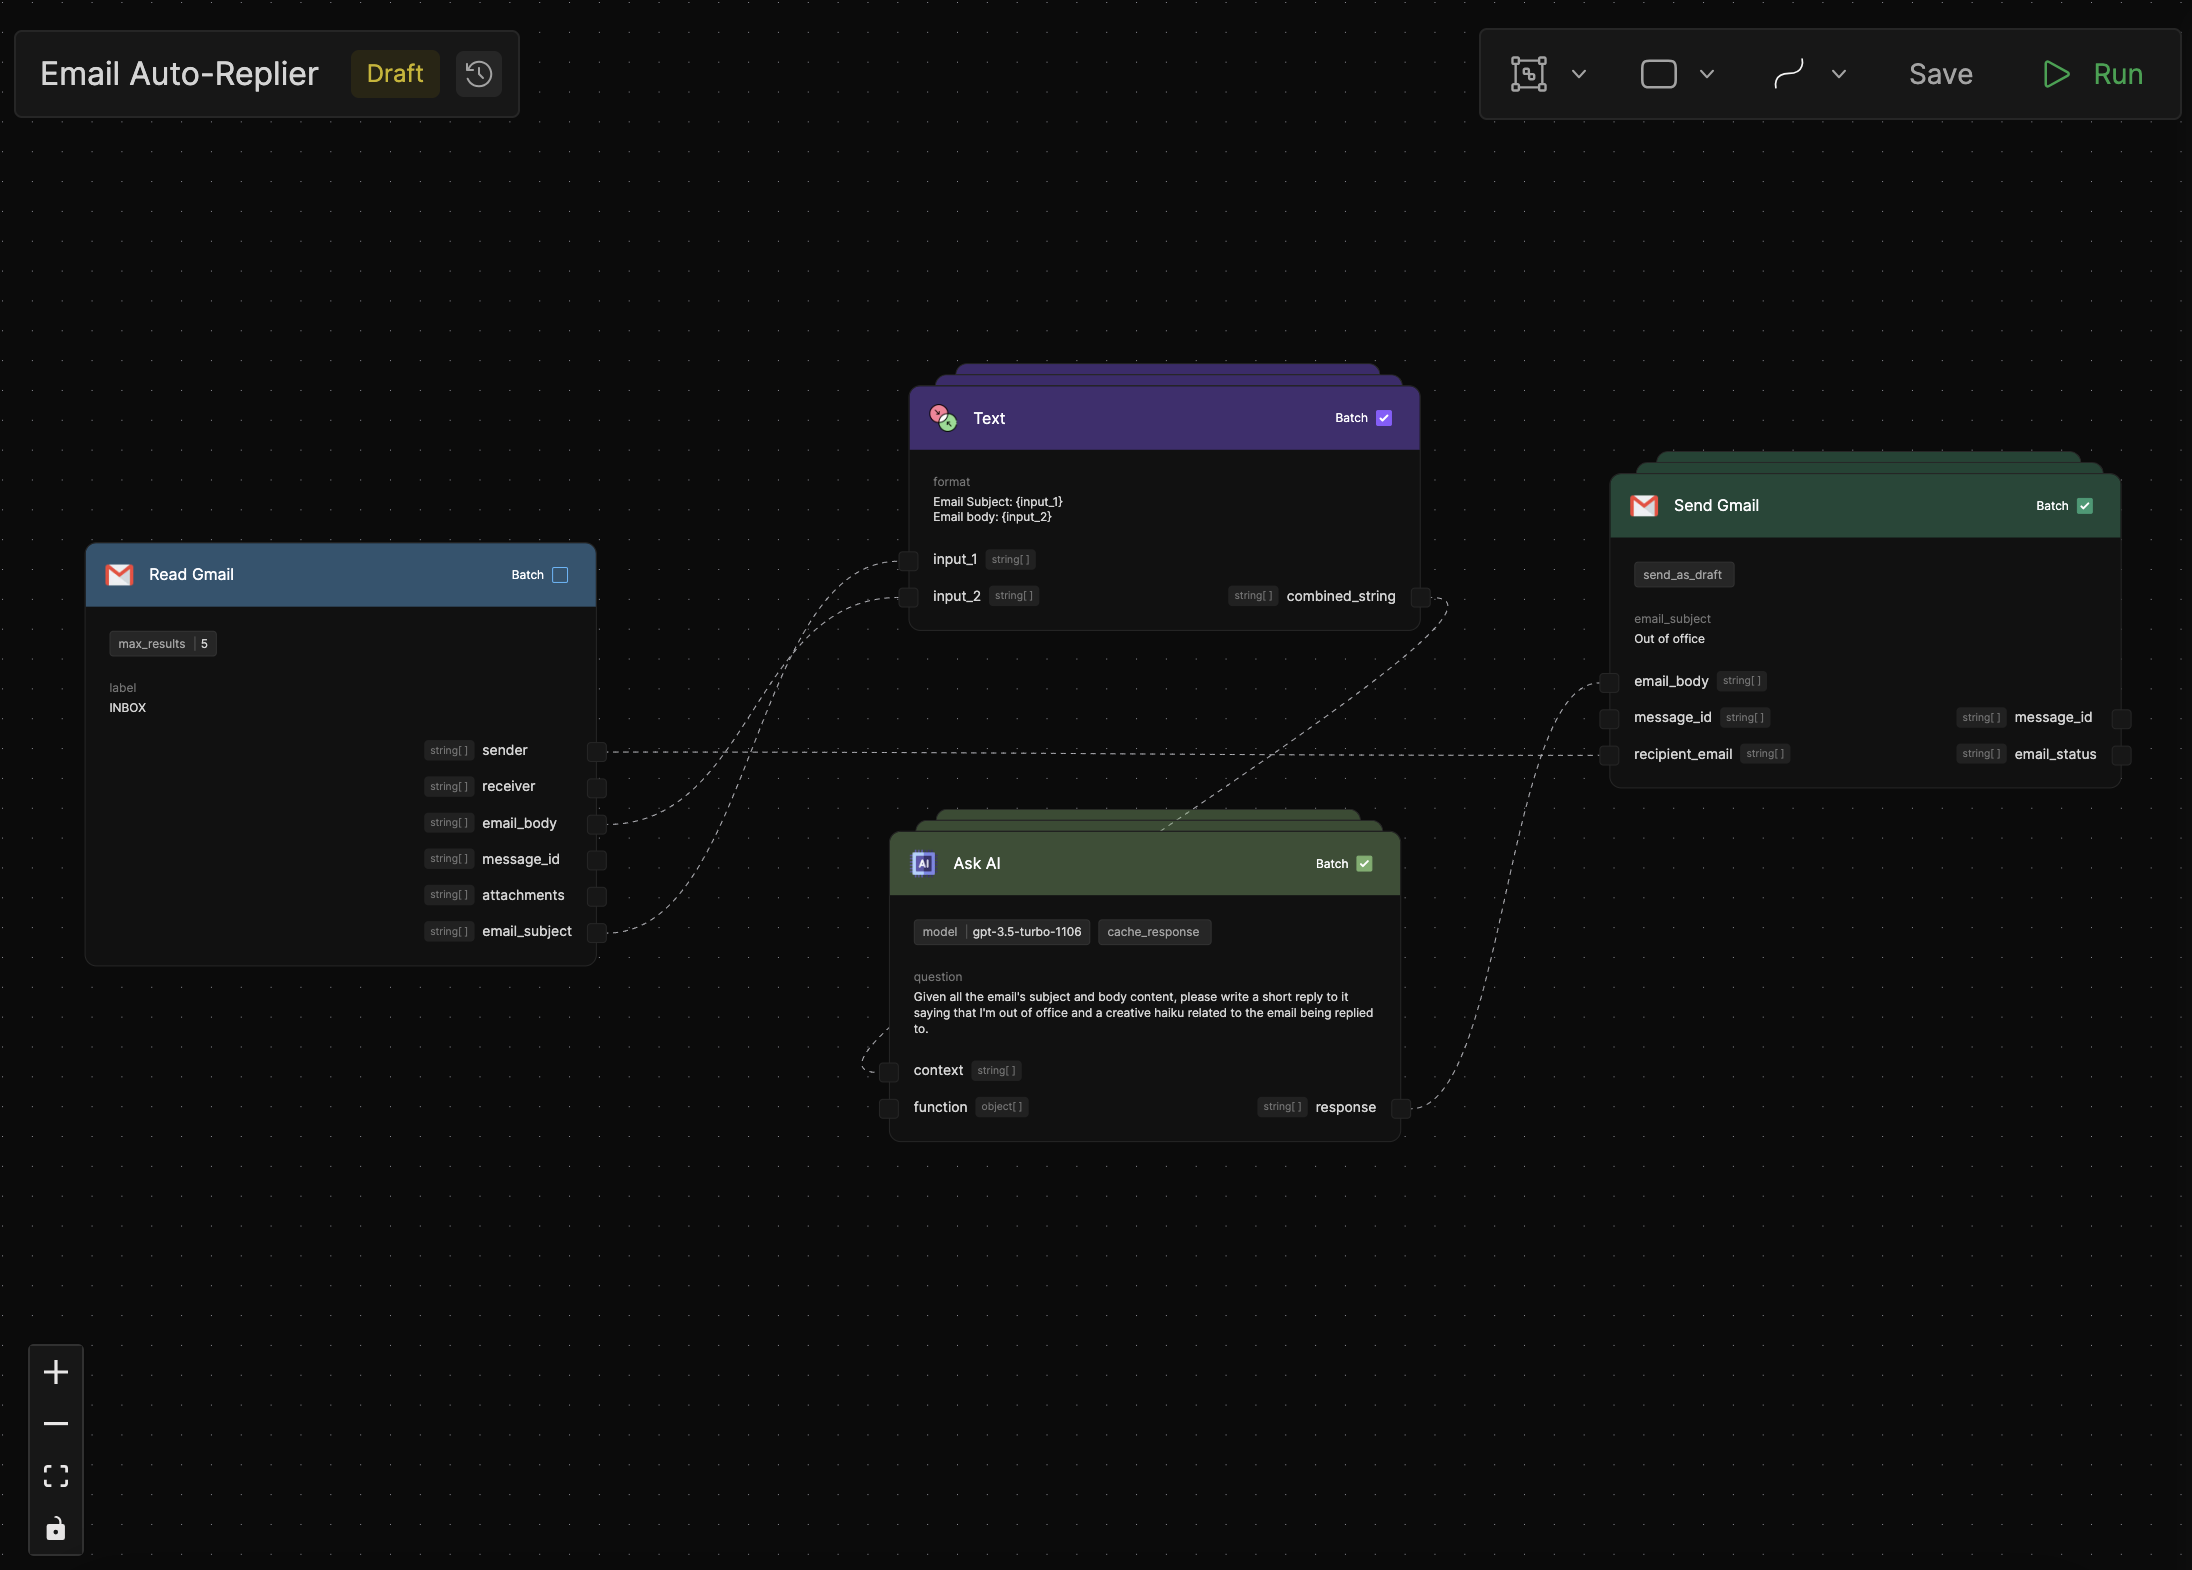 Email Auto-Replier
Draft
Save
Run
Text
Batch
format
Email Subject: {input_1}
Email body: {input_2}
input_1 string[]
input_2 string[]
string[] combined_string
Send Gmail
Batch
send_as_draft
email_subject
Out of office
email_body string[]
message_id string[]
string[] message_id
recipient_email string[]
string[] email_status
Read Gmail
Batch
max_results 5
label
INBOX
string[] sender
string[] receiver
string[] email_body
string[] message_id
string[] attachments
string[] email_subject
AI
Ask AI
Batch
model gpt-3.5-turbo-1106
cache_response
question
Given all the email's subject and body content, please write a short reply to it
saying that I'm out of office and a creative haiku related to the email being replied
to.
context string[]
function object[]
string[] response